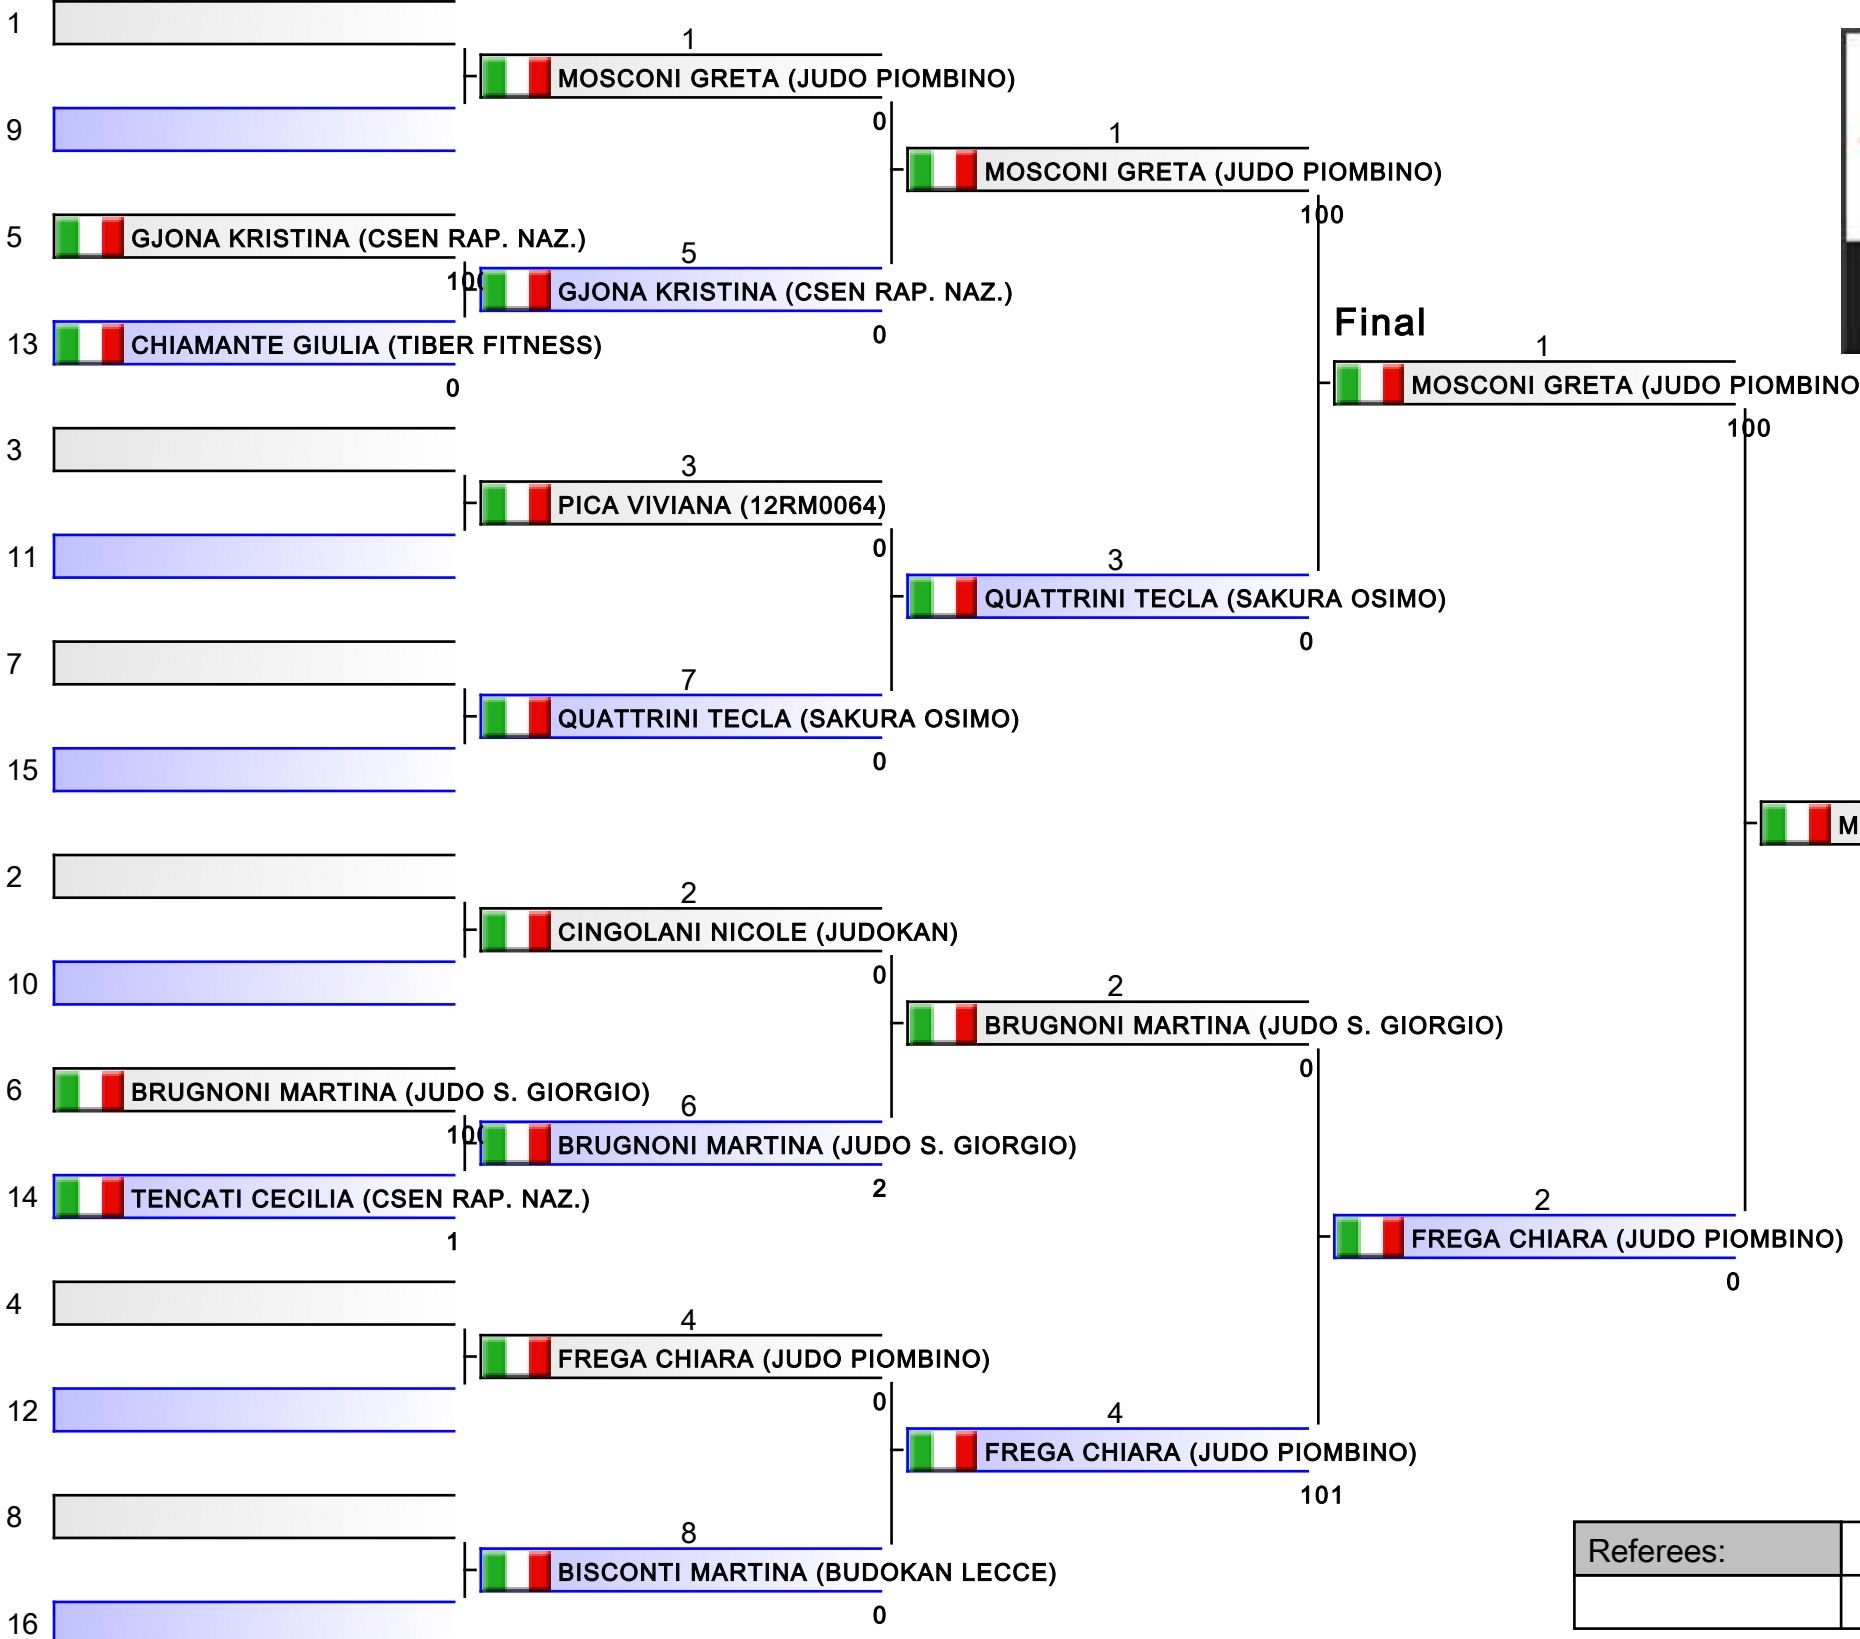 1
1
MOSCONI GRETA (JUDO PIOMBINO)
0
9
1
MOSCONI GRETA (JUDO PIOMBINO)
100
5
GJONA KRISTINA (CSEN RAP. NAZ.)
5
GJONA KRISTINA (CSEN RAP. NAZ.)
0
13
CHIAMANTE GIULIA (TIBER FITNESS)
0
Final
1
MOSCONI GRETA (JUDO PIOMBINO
100
3
3
PICA VIVIANA (12RM0064)
0
11
3
QUATTRINI TECLA (SAKURA OSIMO)
0
7
7
QUATTRINI TECLA (SAKURA OSIMO)
0
15
M
2
2
CINGOLANI NICOLE (JUDOKAN)
0
10
2
BRUGNONI MARTINA (JUDO S. GIORGIO)
0
6
BRUGNONI MARTINA (JUDO S. GIORGIO)
6
BRUGNONI MARTINA (JUDO S. GIORGIO)
2
14
TENCATI CECILIA (CSEN RAP. NAZ.)
1
2
FREGA CHIARA (JUDO PIOMBINO)
0
4
4
FREGA CHIARA (JUDO PIOMBINO)
0
12
4
FREGA CHIARA (JUDO PIOMBINO)
101
8
8
BISCONTI MARTINA (BUDOKAN LECCE)
0
16
Referees: